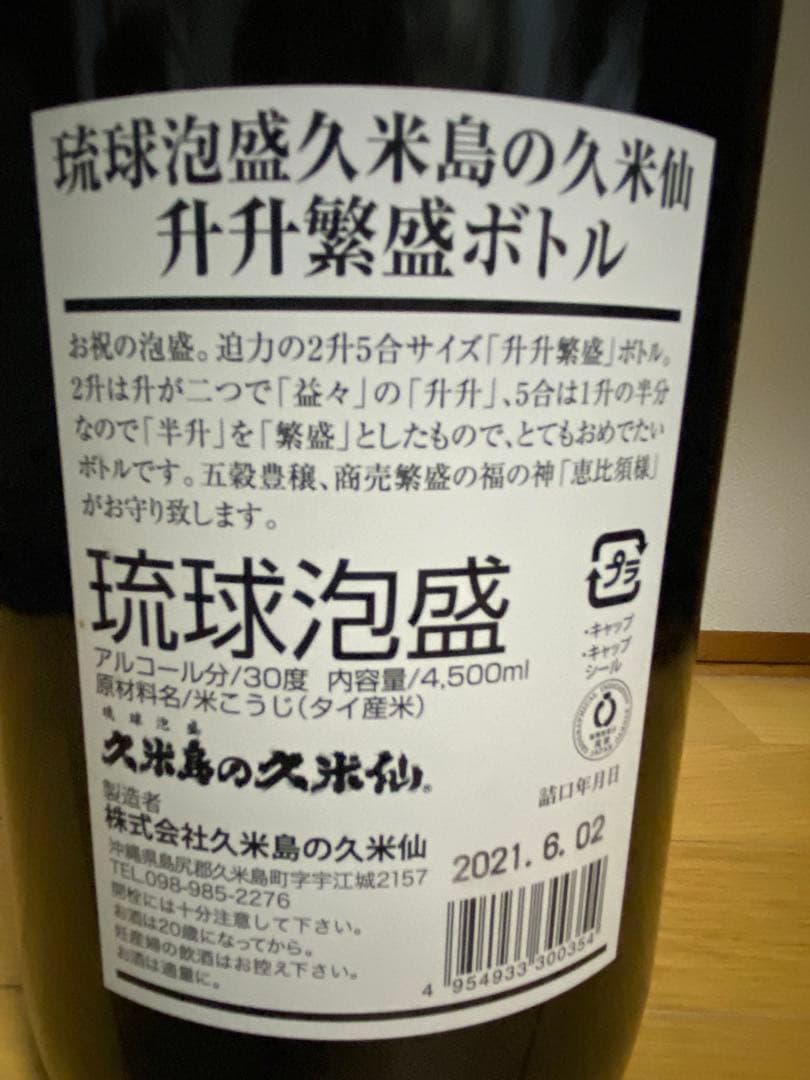 琉球泡盛久米島の久米仙
升升繁盛ボトル
お祝の泡盛。迫力の2升5合サイズ「升升繁盛」ボトル。
2升は升が二つで「益々」の「升升」、5合は1升の半分
なので「半升」を「繁盛」としたもので、とてもおめでたい
ボトルです。五穀豊穣、商売繁盛の福の神「恵比須様」
がお守り致します。
琉球泡盛
プラ
・キャップ
・キャップ
シール
アルコール分/30度 内容量/4,500ml
原材料名/米こうじ(タイ産米)
琉球泡盛
久米島の久米仙®
製造者
株式会社久米島の久米仙
沖縄県島尻郡久米島町字宇江城2157
TEL.098-985-2276
開栓には十分注意して下さい。
お酒は20歳になってから。
妊産婦の飲酒はお控え下さい。
お酒は適量に。
詰口年月日
2021.6.02
4 954933 300354